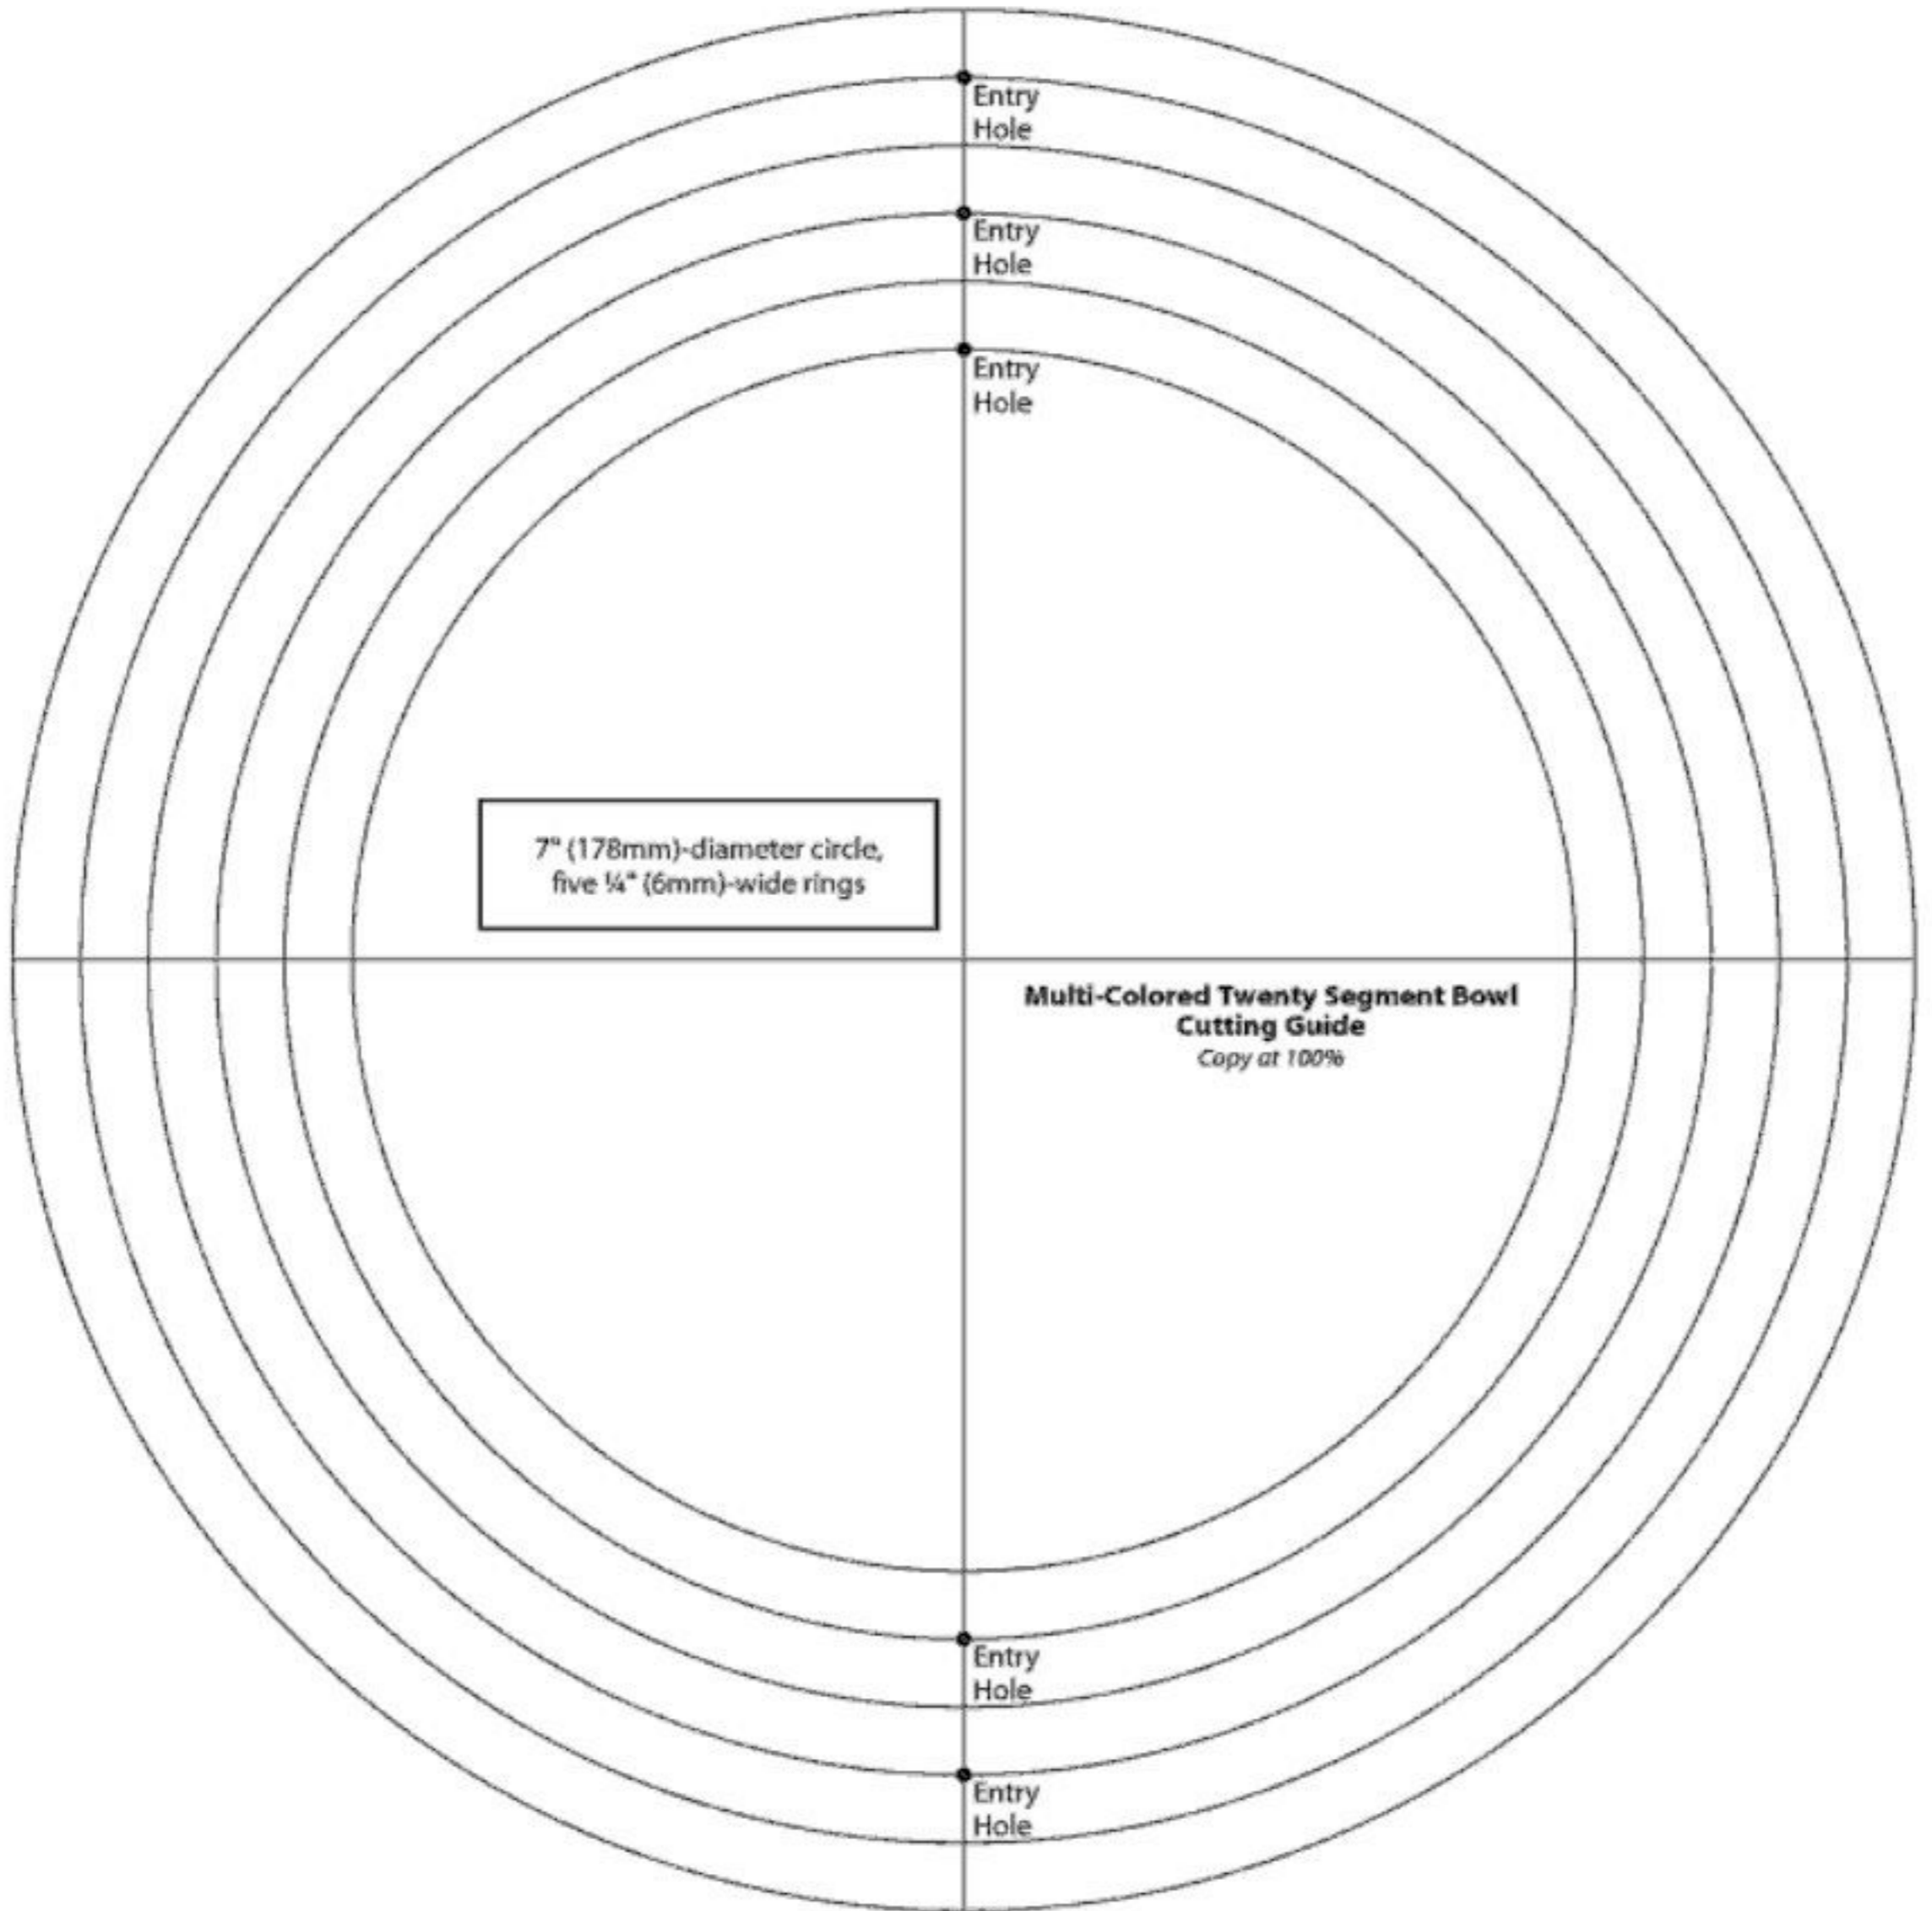 Entry
Hole
Entry
Hole
Entry
Hole
7" (178mm)-diameter circle,
five ¼" (6mm)-wide rings
Multi-Colored Twenty Segment Bowl
Cutting Guide
Copy at 100%
Entry
Hole
Entry
Hole